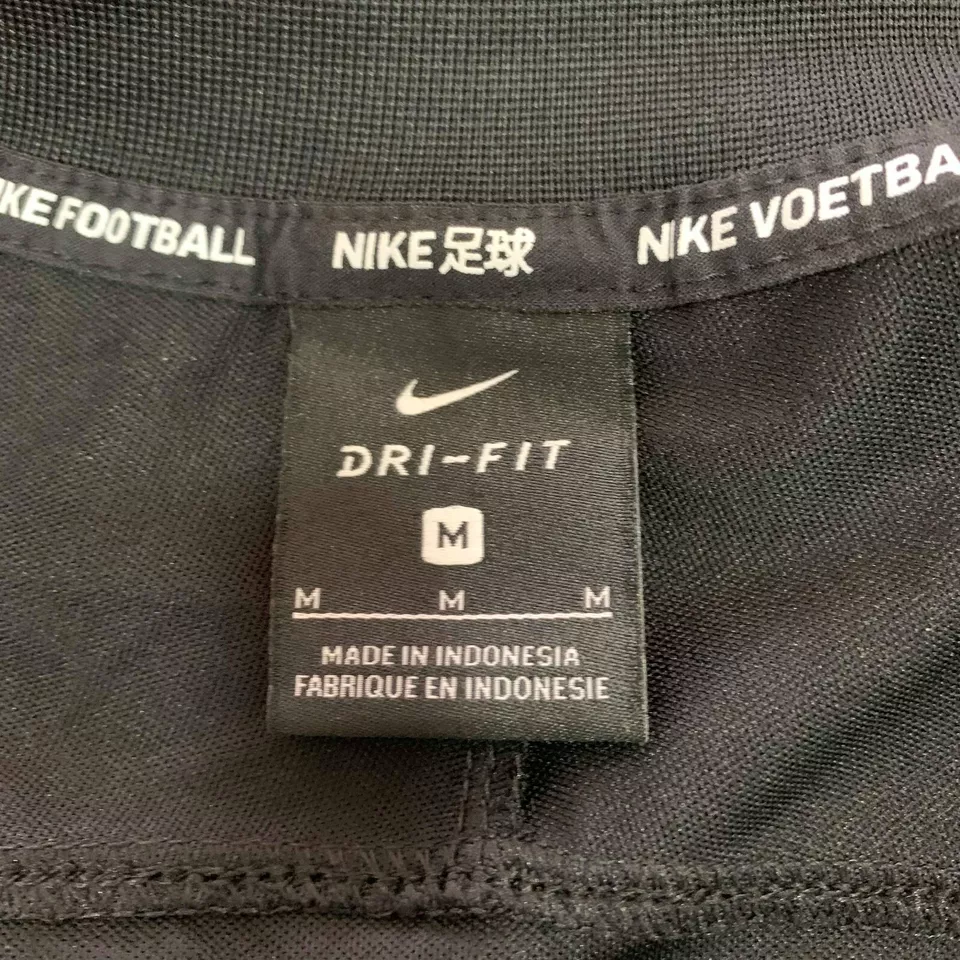 IKE FOOTBALL
NIKE 足球
NIKE VOETBA
DRI-FIT
M
M M M
MADE IN INDONESIA
FABRIQUE EN INDONESIE